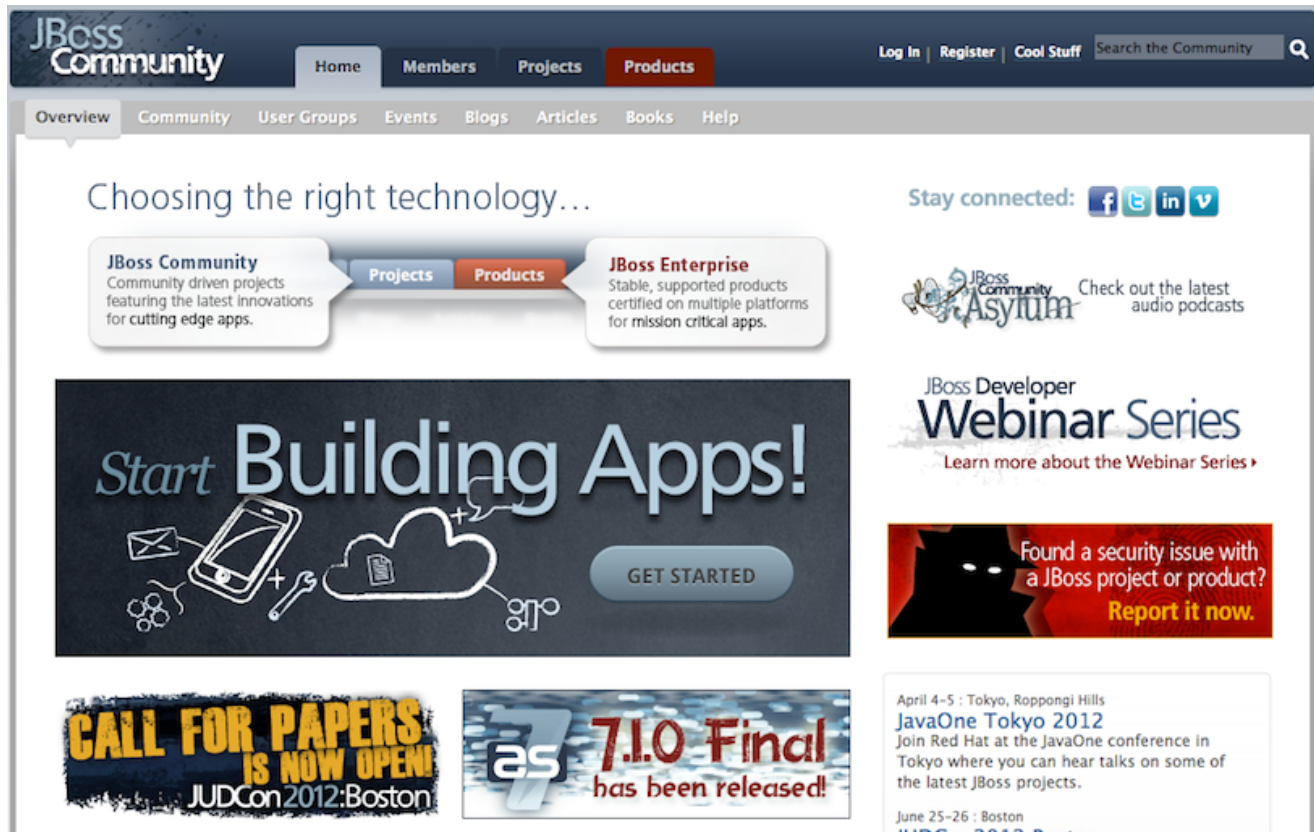 JBoss
Community
Home
Members
Projects
Products
Log In | Register | Cool Stuff
Search the Community
Overview
Community
User Groups
Events
Blogs
Articles
Books
Help
Choosing the right technology...
JBoss Community
Community driven projects
featuring the latest innovations
for cutting edge apps.
Projects
Products
JBoss Enterprise
Stable, supported products
certified on multiple platforms
for mission critical apps.
Stay connected:
f
t
in
v
JBoss
Community
Asylum
Check out the latest
audio podcasts
JBoss Developer
Webinar Series
Learn more about the Webinar Series
Start Building Apps!
GET STARTED
Found a security issue with
a JBoss project or product?
Report it now.
CALL FOR PAPERS
IS NOW OPEN!
JUDCon2012:Boston
as 7
7.1.0 Final
has been released!
April 4-5 : Tokyo, Roppongi Hills
JavaOne Tokyo 2012
Join Red Hat at the JavaOne conference in
Tokyo where you can hear talks on some of
the latest JBoss projects.
June 25-26 : Boston
JUDCon 2012 Boston